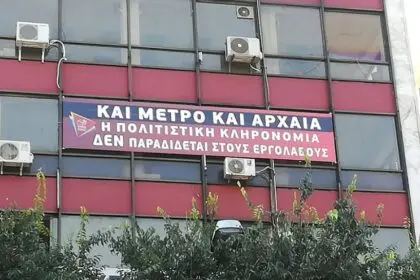 ΚΑΙ ΜΕΤΡΟ ΚΑΙ ΑΡΧΑΙΑ
Η ΠΟΛΙΤΙΣΤΙΚΗ ΚΛΗΡΟΝΟΜΙΑ
ΔΕΝ ΠΑΡΑΔΙΔΕΤΑΙ ΣΤΟΥΣ ΕΡΓΟΛΑΒΟΥΣ